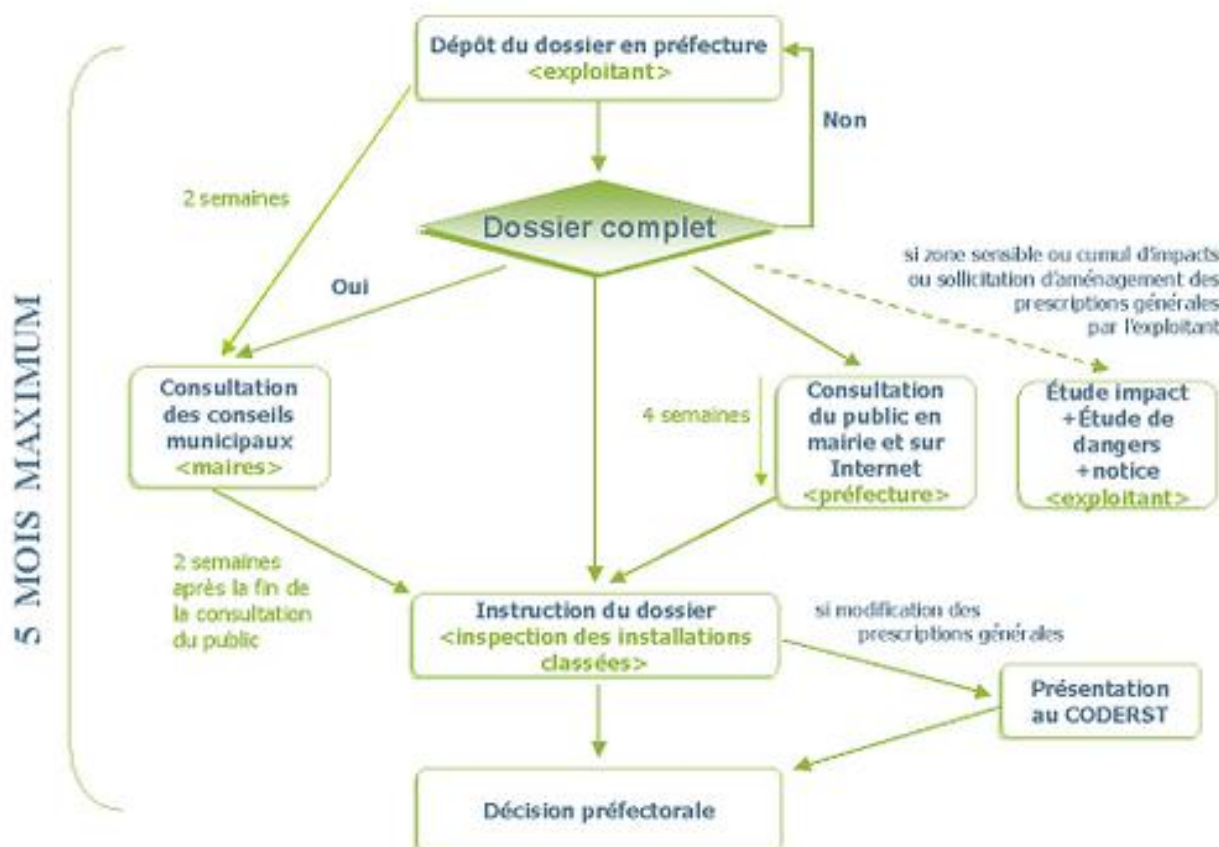 5 MOIS MAXIMUM
Dépôt du dossier en préfecture
<exploitant>
Non
2 semaines
Dossier complet
Oui
si zone sensible ou cumul d'impacts
ou sollicitation d'aménagement des
prescriptions générales
par l'exploitant
Consultation
des conseils
municipaux
<maires>
4 semaines
Consultation
du public en
mairie et sur
Internet
<préfecture>
Étude impact
+Étude de
dangers
+notice
<exploitant>
2 semaines
après la fin de
la consultation
du public
Instruction du dossier
<inspection des installations
classées>
si modification des
prescriptions générales
Présentation
au CODERST
Décision préfectorale